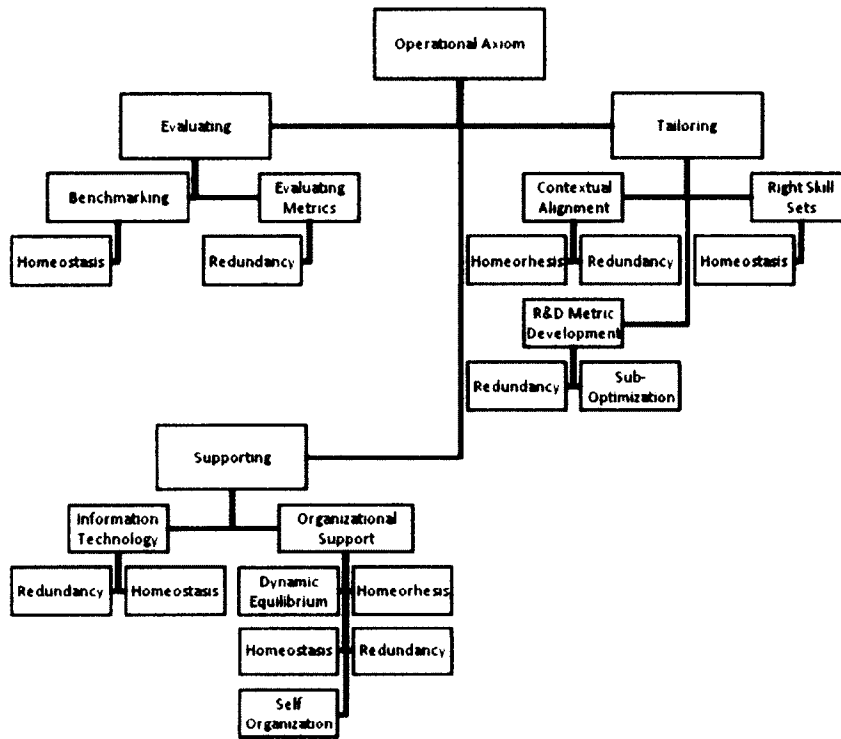 Operational Axiom
Evaluating
Tailoring
Benchmarking
Evaluating
Metrics
Contextual
Alignment
Right Skill
Sets
Homeostasis
Redundancy
Homeorhesis
Redundancy
Homeostasis
R&D Metric
Development
Redundancy
Sub-
Optimization
Supporting
Information
Technology
Organizational
Support
Redundancy
Homeostasis
Dynamic
Equilibrium
Homeorhesis
Homeostasis
Redundancy
Self
Organization